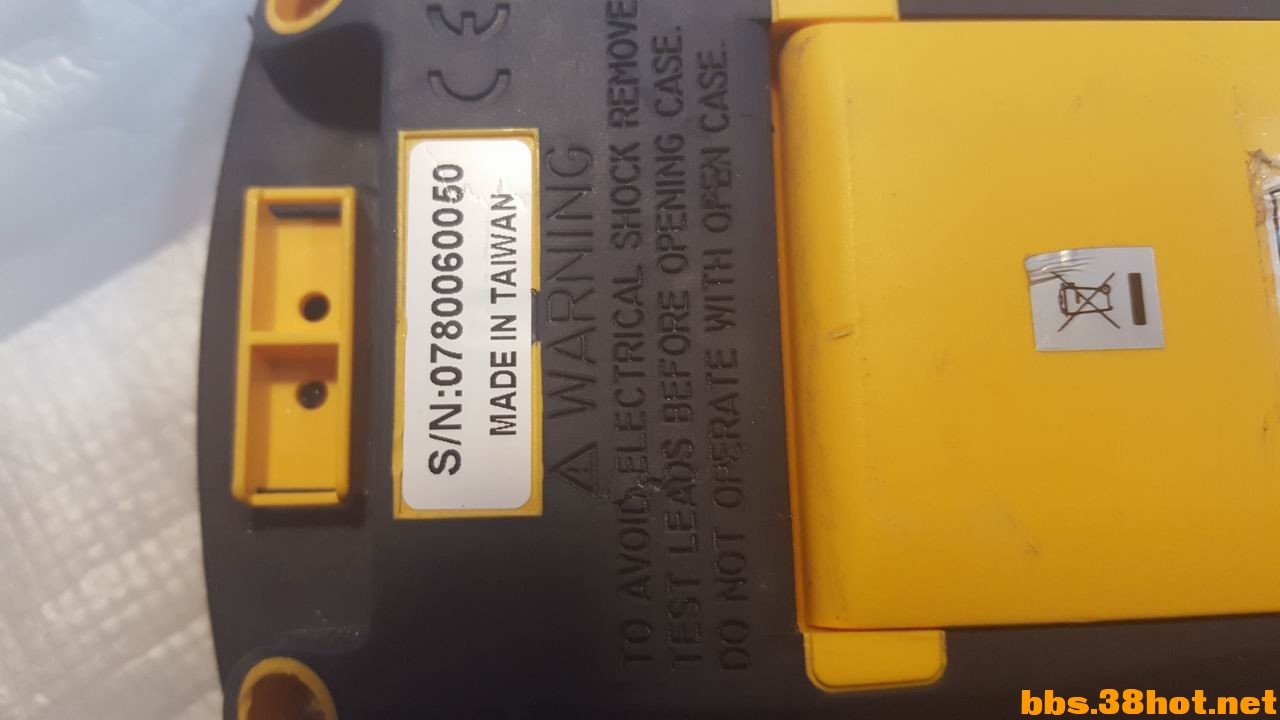 CE
S/N:0780060050
MADE IN TAIWAN
⚠ WARNING
TO AVOID ELECTRICAL SHOCK REMOVE
TEST LEADS BEFORE OPENING CASE.
DO NOT OPERATE WITH OPEN CASE.
bbs.38hot.net